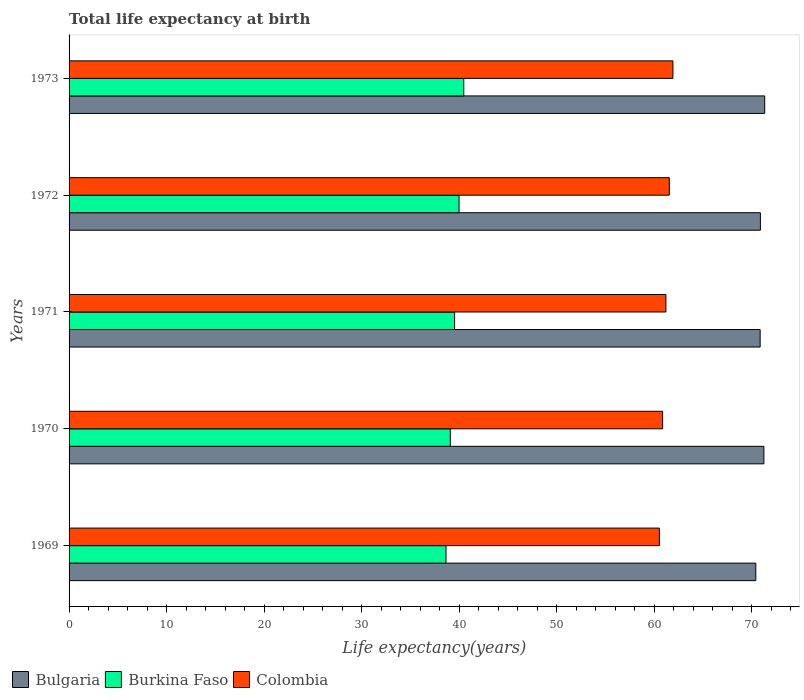 Total life expectancy at birth
1973
1972
1971
1970
1969
Years
0 10 20 30 40 50 60 70
Life expectancy(years)
Bulgaria Burkina Faso Colombia